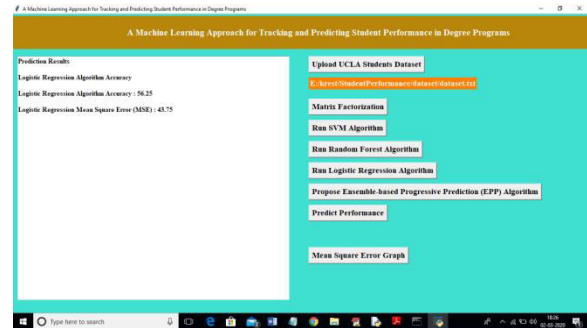 A Machine Learning Approach for Tracking and Predicting Student Performance in Degree Programs
A Machine Learning Approach for Tracking and Predicting Student Performance in Degree Programs
Prediction Results
Logistic Regression Algorithm Accuracy
Logistic Regression Algorithm Accuracy : 56.25
Logistic Regression Mean Square Error (MSE) : 43.75
Upload UCLA Students Dataset
E:/krest/StudentPerformance/dataset/dataset.txt
Matrix Factorization
Run SVM Algorithm
Run Random Forest Algorithm
Run Logistic Regression Algorithm
Propose Ensemble-based Progressive Prediction (EPP) Algorithm
Predict Performance
Mean Square Error Graph
Type here to search
18:26
02-03-2020